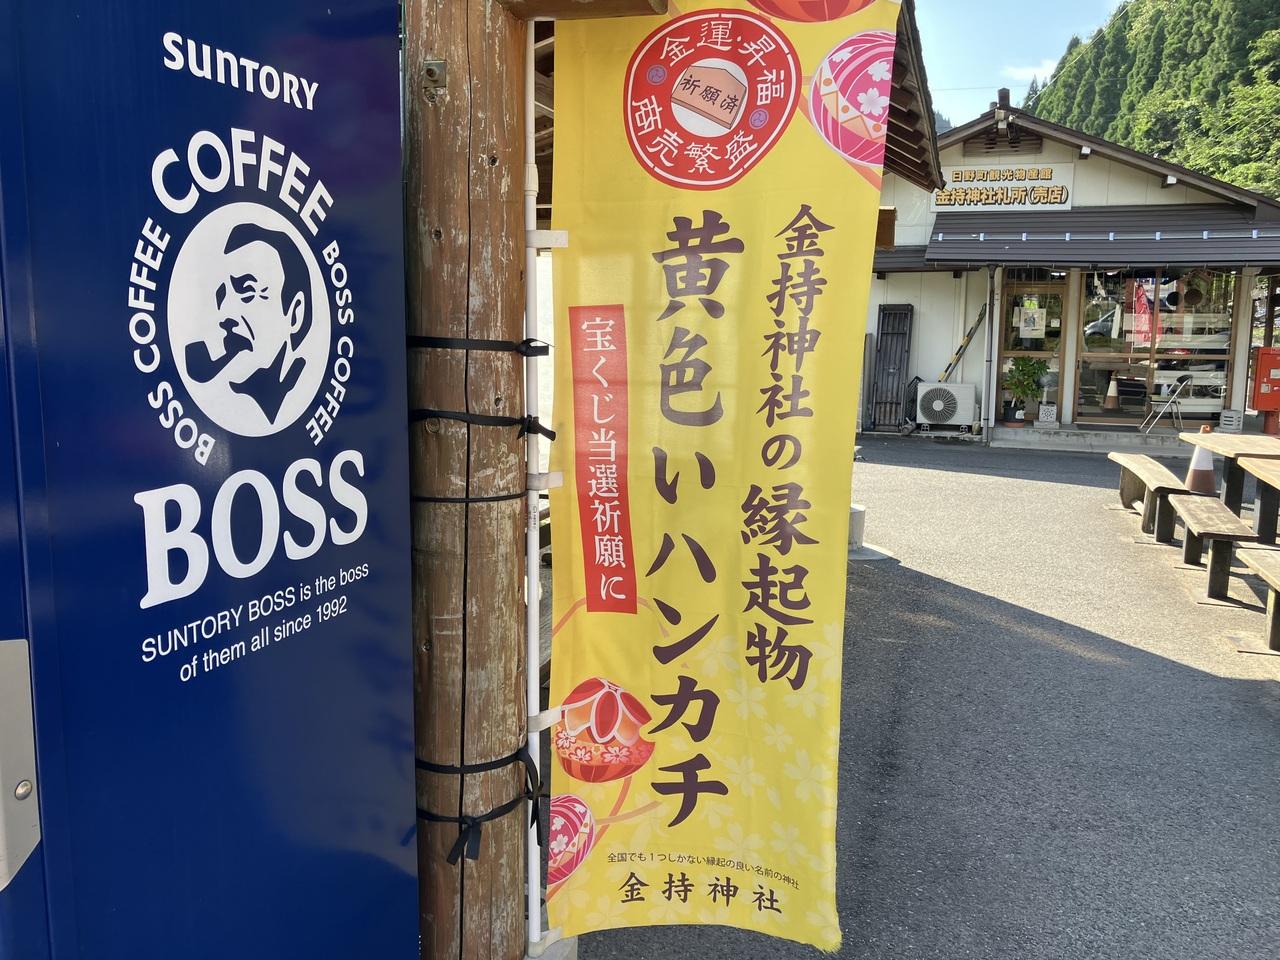 SUNTORY
COFFEE
BOSS COFFEE
BOSS COFFEE
BOSS COFFEE
BOSS
SUNTORY BOSS is the boss
of them all since 1992
金運・昇福
祈願済
商売繁盛
金持神社の縁起物
黄色いハンカチ
宝くじ当選祈願に
全国でも1つしかない縁起の良い名前の神社
金持神社
日野町観光物産館
金持神社札所(売店)